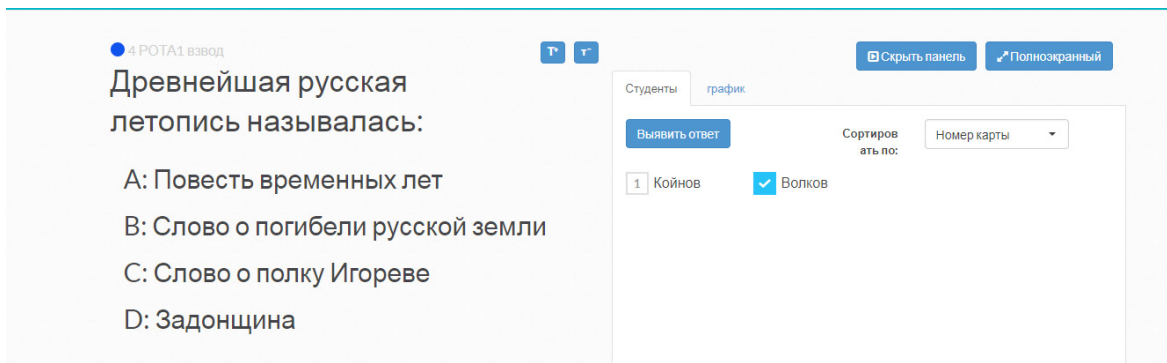 4 РОТА1 взвод
T+ T-
Древнейшая русская
летопись называлась:
A: Повесть временных лет
B: Слово о погибели русской земли
C: Слово о полку Игореве
D: Задонщина
Скрыть панель Полноэкранный
Студенты график
Выявить ответ
Сортиров
ать по:
Номер карты
1 Койнов Волков